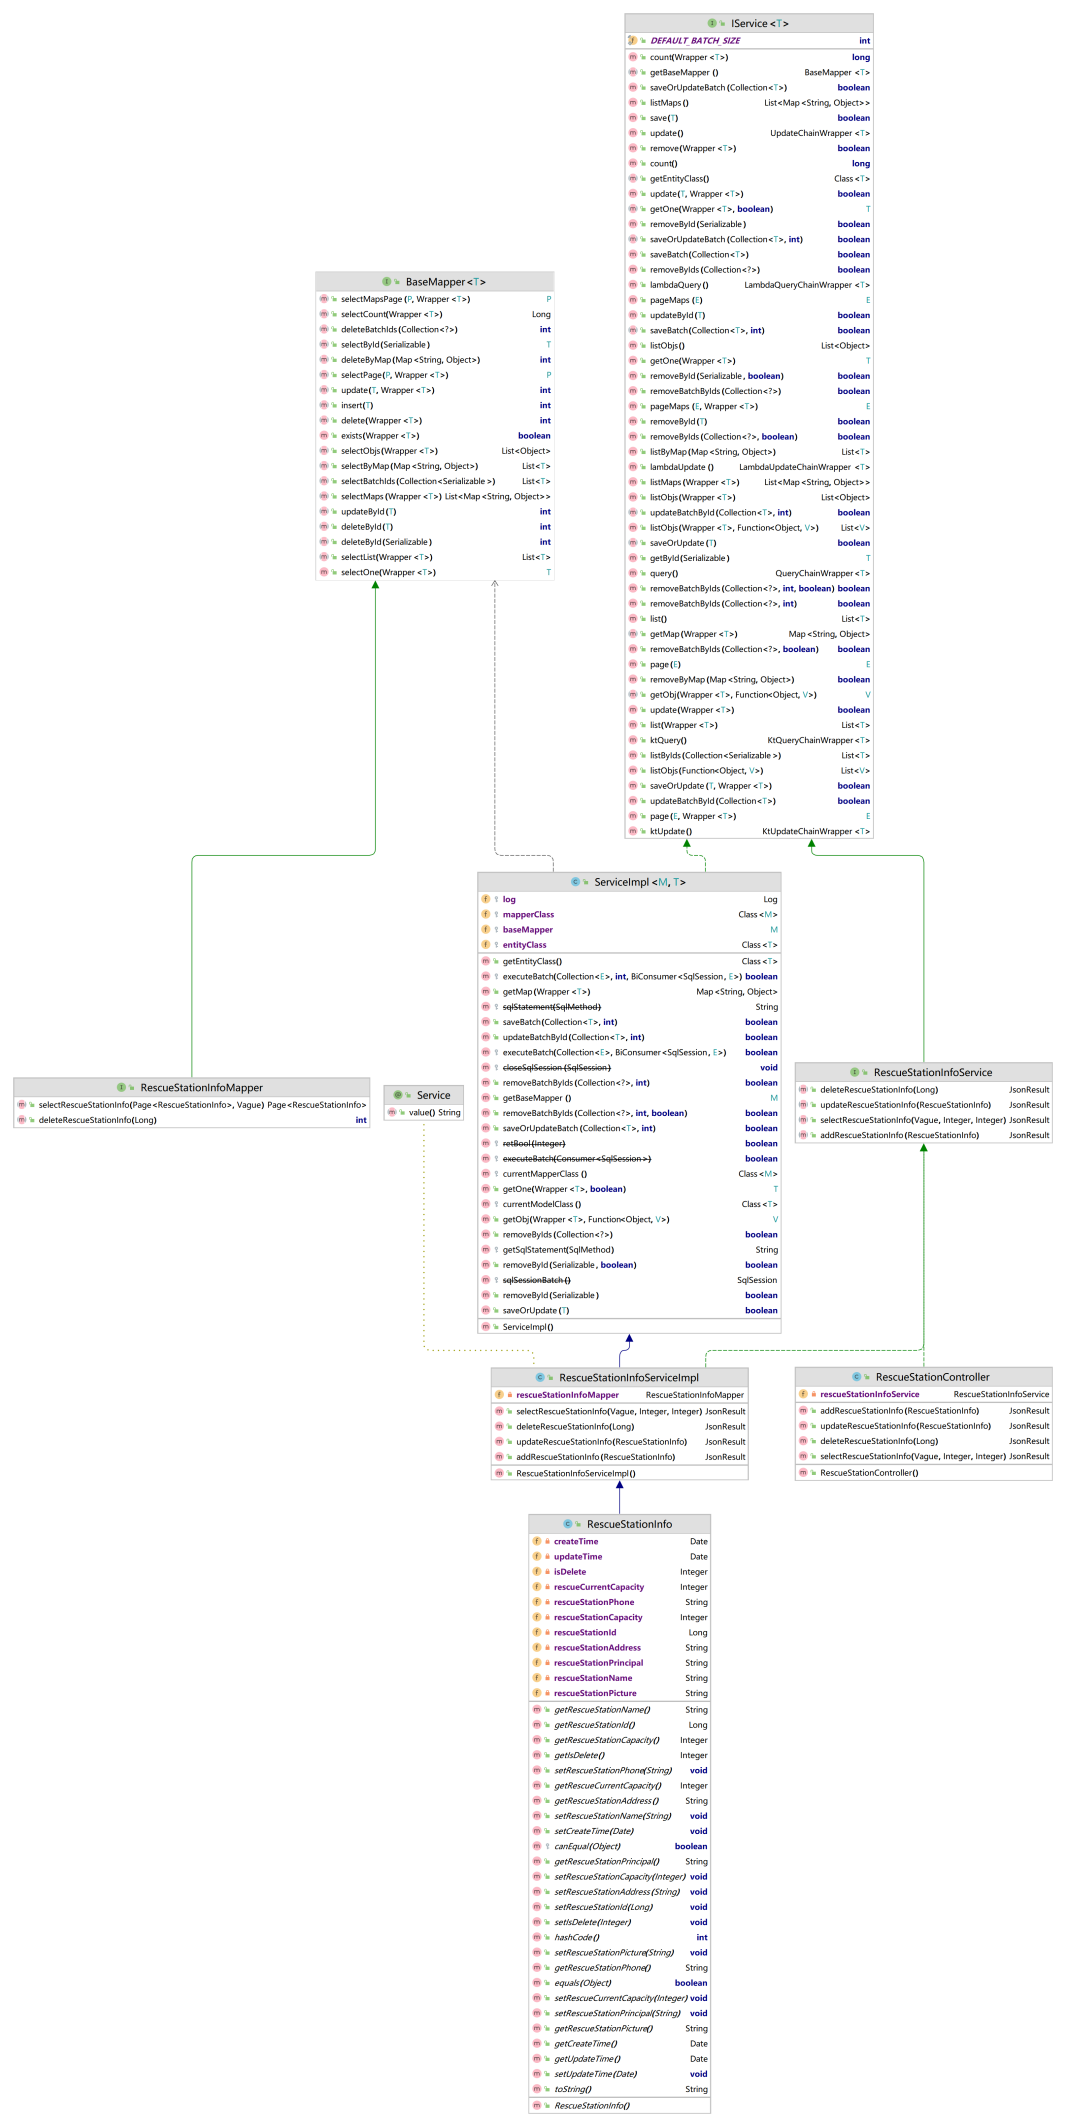 IService <T>
DEFAULT_BATCH_SIZE int
count(Wrapper <T>) long
getBaseMapper () BaseMapper <T>
saveOrUpdateBatch (Collection<T>) boolean
listMaps () List<Map <String, Object>>
save (T) boolean
update() UpdateChainWrapper <T>
remove (Wrapper <T>) boolean
count() long
getEntityClass() Class <T>
update (T, Wrapper <T>) boolean
getOne(Wrapper <T>, boolean) T
removeById (Serializable ) boolean
saveOrUpdateBatch (Collection<T>, int) boolean
saveBatch(Collection<T>) boolean
removeByIds (Collection<?>) boolean
lambdaQuery () LambdaQueryChainWrapper <T>
pageMaps (E) E
updateById (T) boolean
saveBatch(Collection<T>, int) boolean
listObjs() List<Object>
getOne(Wrapper <T>) T
removeById (Serializable , boolean) boolean
removeBatchByIds (Collection<?>) boolean
pageMaps (E, Wrapper <T>) E
removeById (T) boolean
removeByIds (Collection<?>, boolean) boolean
listByMap (Map <String, Object>) List<T>
lambdaUpdate () LambdaUpdateChainWrapper <T>
listMaps (Wrapper <T>) List<Map <String, Object>>
listObjs(Wrapper <T>) List<Object>
updateBatchById (Collection<T>, int) boolean
listObjs(Wrapper <T>, Function<Object, V>) List<V>
saveOrUpdate (T) boolean
getById (Serializable ) T
query() QueryChainWrapper <T>
removeBatchByIds (Collection<?>, int, boolean) boolean
removeBatchByIds (Collection<?>, int) boolean
list() List<T>
getMap (Wrapper <T>) Map <String, Object>
removeBatchByIds (Collection<?>, boolean) boolean
page (E) E
removeByMap (Map <String, Object>) boolean
getObj(Wrapper <T>, Function<Object, V>) V
update (Wrapper <T>) boolean
list(Wrapper <T>) List<T>
ktQuery() KtQueryChainWrapper <T>
listByIds (Collection<Serializable >) List<T>
listObjs(Function<Object, V>) List<V>
saveOrUpdate (T, Wrapper <T>) boolean
updateBatchById (Collection<T>) boolean
page (E, Wrapper <T>) E
ktUpdate () KtUpdateChainWrapper <T>
BaseMapper <T>
selectMapsPage (P, Wrapper <T>) P
selectCount(Wrapper <T>) Long
deleteBatchIds (Collection<?>) int
selectById (Serializable ) T
deleteByMap (Map <String, Object>) int
selectPage(P, Wrapper <T>) P
update (T, Wrapper <T>) int
insert(T) int
delete (Wrapper <T>) int
exists(Wrapper <T>) boolean
selectObjs (Wrapper <T>) List<Object>
selectByMap (Map <String, Object>) List<T>
selectBatchIds (Collection<Serializable >) List<T>
selectMaps (Wrapper <T>) List<Map <String, Object>>
updateById (T) int
deleteById (T) int
deleteById (Serializable ) int
selectList(Wrapper <T>) List<T>
selectOne(Wrapper <T>) T
ServiceImpl <M, T>
log Log
mapperClass Class <M>
baseMapper M
entityClass Class <T>
getEntityClass() Class <T>
executeBatch(Collection<E>, int, BiConsumer <SqlSession, E>) boolean
getMap (Wrapper <T>) Map <String, Object>
sqlStatement(SqlMethod) String
saveBatch (Collection<T>, int) boolean
updateBatchById (Collection<T>, int) boolean
executeBatch(Collection<E>, BiConsumer <SqlSession, E>) boolean
closeSqlSession (SqlSession ) void
removeBatchByIds (Collection<?>, int) boolean
getBaseMapper () M
removeBatchByIds (Collection<?>, int, boolean) boolean
saveOrUpdateBatch (Collection<T>, int) boolean
retBool (Integer) boolean
executeBatch(Consumer <SqlSession >) boolean
currentMapperClass () Class <M>
getOne(Wrapper <T>, boolean) T
currentModelClass () Class <T>
getObj(Wrapper <T>, Function<Object, V>) V
removeByIds (Collection<?>) boolean
getSqlStatement(SqlMethod) String
removeById (Serializable , boolean) boolean
sqlSessionBatch () SqlSession
removeById (Serializable ) boolean
saveOrUpdate (T) boolean
ServiceImpl ()
RescueStationInfoMapper
selectRescueStationInfo(Page <RescueStationInfo>, Vague) Page <RescueStationInfo>
deleteRescueStationInfo(Long) int
Service
value() String
RescueStationInfoService
deleteRescueStationInfo(Long) JsonResult
updateRescueStationInfo(RescueStationInfo) JsonResult
selectRescueStationInfo(Vague, Integer, Integer) JsonResult
addRescueStationInfo (RescueStationInfo) JsonResult
RescueStationInfoServiceImpl
rescueStationInfoMapper RescueStationInfoMapper
selectRescueStationInfo(Vague, Integer, Integer) JsonResult
deleteRescueStationInfo(Long) JsonResult
updateRescueStationInfo(RescueStationInfo) JsonResult
addRescueStationInfo (RescueStationInfo) JsonResult
RescueStationInfoServiceImpl()
RescueStationController
rescueStationInfoService RescueStationInfoService
addRescueStationInfo (RescueStationInfo) JsonResult
updateRescueStationInfo(RescueStationInfo) JsonResult
deleteRescueStationInfo(Long) JsonResult
selectRescueStationInfo(Vague, Integer, Integer) JsonResult
RescueStationController()
RescueStationInfo
createTime Date
updateTime Date
isDelete Integer
rescueCurrentCapacity Integer
rescueStationPhone String
rescueStationCapacity Integer
rescueStationId Long
rescueStationAddress String
rescueStationPrincipal String
rescueStationName String
rescueStationPicture String
getRescueStationName() String
getRescueStationId() Long
getRescueStationCapacity() Integer
getIsDelete() Integer
setRescueStationPhone(String) void
getRescueCurrentCapacity() Integer
getRescueStationAddress () String
setRescueStationName(String) void
setCreateTime (Date) void
canEqual (Object) boolean
getRescueStationPrincipal() String
setRescueStationCapacity(Integer) void
setRescueStationAddress (String) void
setRescueStationId (Long) void
setIsDelete (Integer) void
hashCode () int
setRescueStationPicture(String) void
getRescueStationPhone() String
equals (Object) boolean
setRescueCurrentCapacity(Integer) void
setRescueStationPrincipal(String) void
getRescueStationPicture() String
getCreateTime () Date
getUpdateTime () Date
setUpdateTime (Date) void
toString() String
RescueStationInfo()